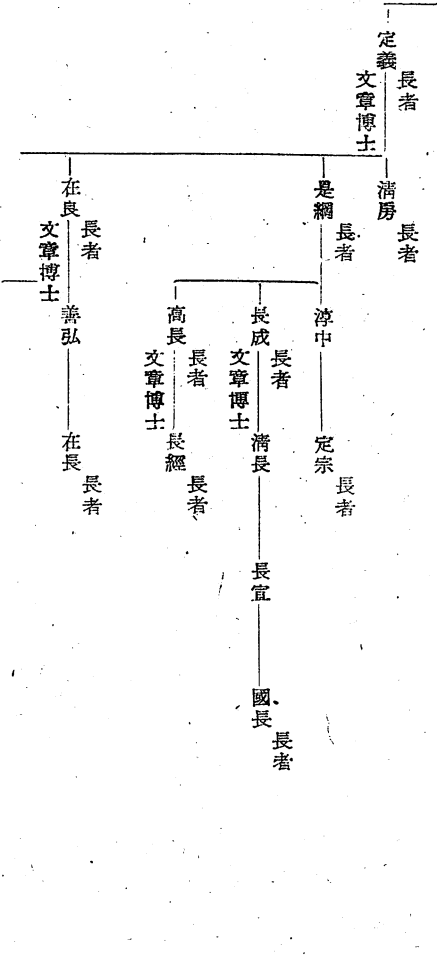 定義
長者
文章博士
淸房
長者
是綱
長者
淳中
定宗
長者
長成
長者
文章博士
淸長
長宣
國長
長者
高長
長者
文章博士
長經
長者
在良
長者
文章博士
善弘
在長
長者